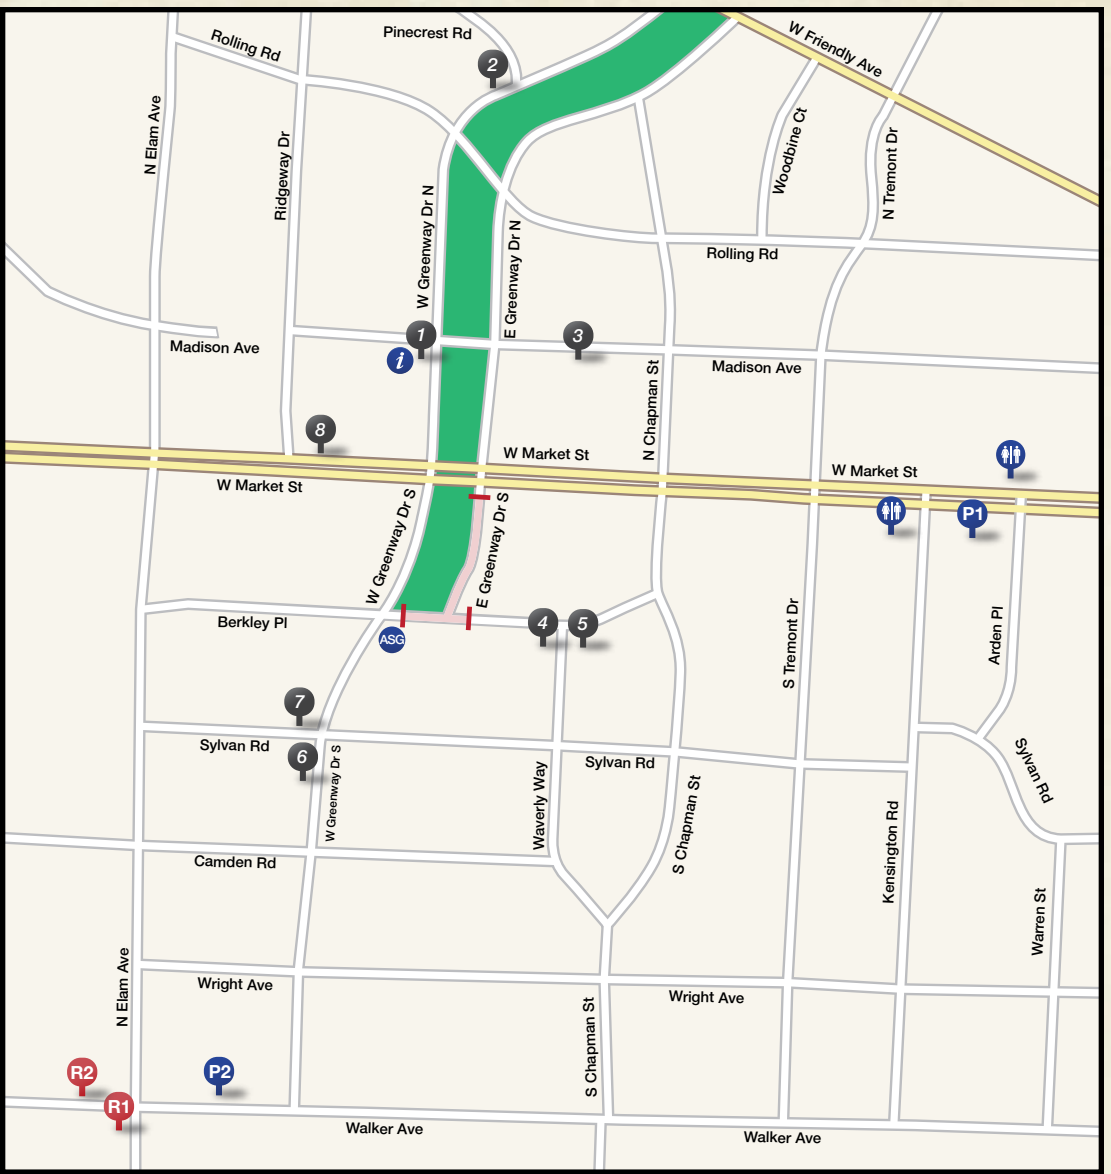 Pinecrest Rd
W Friendly Ave
Rolling Rd
2
N Elam Ave
Woodbine Ct
Ridgeway Dr
N Tremont Dr
W Greenway Dr N
E Greenway Dr N
Rolling Rd
1
3
Madison Ave
i
Madison Ave
N Chapman St
8
W Market St
W Market St
W Market St
P1
W Greenway Dr S
E Greenway Dr S
Berkley Pl
4
5
ASG
S Tremont Dr
Arden Pl
7
Sylvan Rd
6
W Greenway Dr S
Sylvan Rd
Sylvan Rd
Waverly Way
S Chapman St
Kensington Rd
Camden Rd
Warren St
N Elam Ave
Wright Ave
Wright Ave
S Chapman St
R2
P2
R1
Walker Ave
Walker Ave